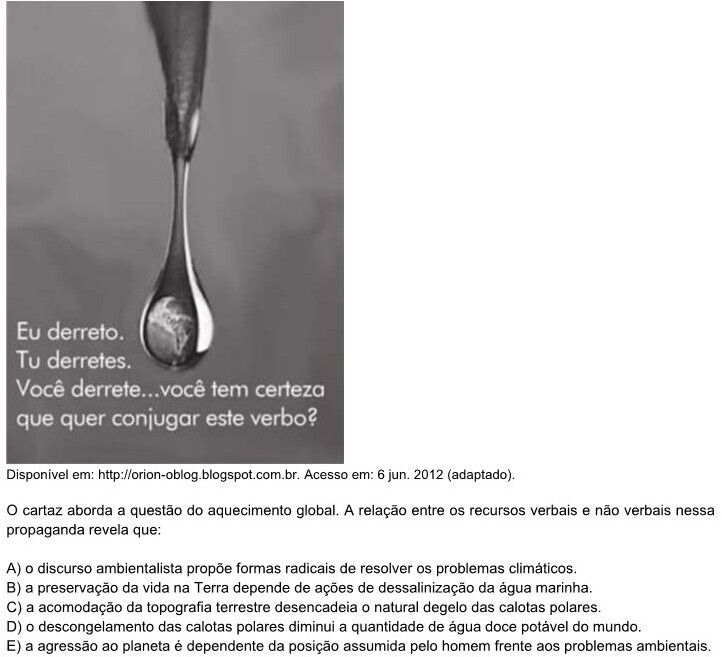 Eu derreto.
Tu derretes.
Você derrete...você tem certeza
que quer conjugar este verbo?
Disponível em: http://orion-oblog.blogspot.com.br. Acesso em: 6 jun. 2012 (adaptado).
O cartaz aborda a questão do aquecimento global. A relação entre os recursos verbais e não verbais nessa
propaganda revela que:
A) o discurso ambientalista propõe formas radicais de resolver os problemas climáticos.
B) a preservação da vida na Terra depende de ações de dessalinização da água marinha.
C) a acomodação da topografia terrestre desencadeia o natural degelo das calotas polares.
D) o descongelamento das calotas polares diminui a quantidade de água doce potável do mundo.
E) a agressão ao planeta é dependente da posição assumida pelo homem frente aos problemas ambientais.